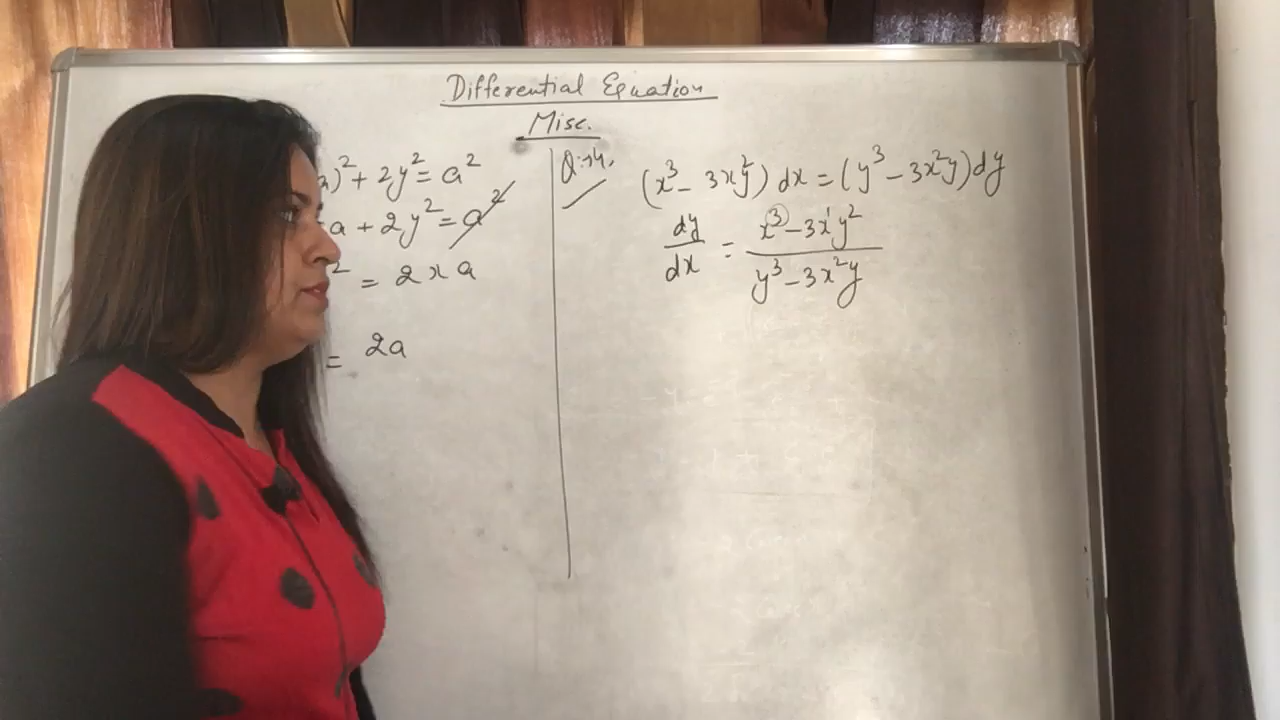 Differential Equation
Misc.
)² + 2y² = a²
a + 2y² = a²
² = 2xa
= 2a
Q:14.
(x³ - 3xy²) dx = (y³ - 3x²y) dy
dy/dx = x³ - 3x¹y² / y³ - 3x²y